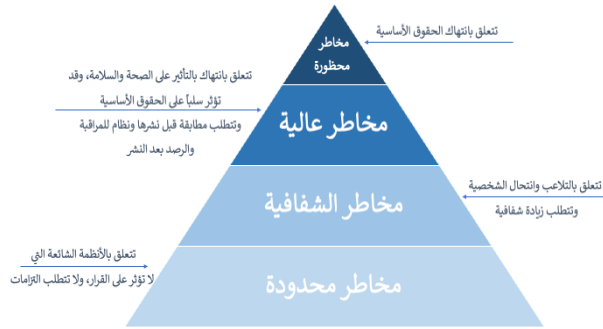 تتعلق بانتهاك الحقوق الأساسية
مخاطر
محظورة
تتعلق بانتهاك بالتأثير على الصحة والسلامة، وقد
تؤثر سلباً على الحقوق الأساسية
وتتطلب مطابقة قبل نشرها ونظام للمراقبة
والرصد بعد النشر
مخاطر عالية
تتعلق بالتلاعب وانتحال الشخصية
وتتطلب زيادة شفافية
مخاطر الشفافية
تتعلق بالأنظمة الشائعة التي
لا تؤثر على القرار، ولا تتطلب التزامات
مخاطر محدودة